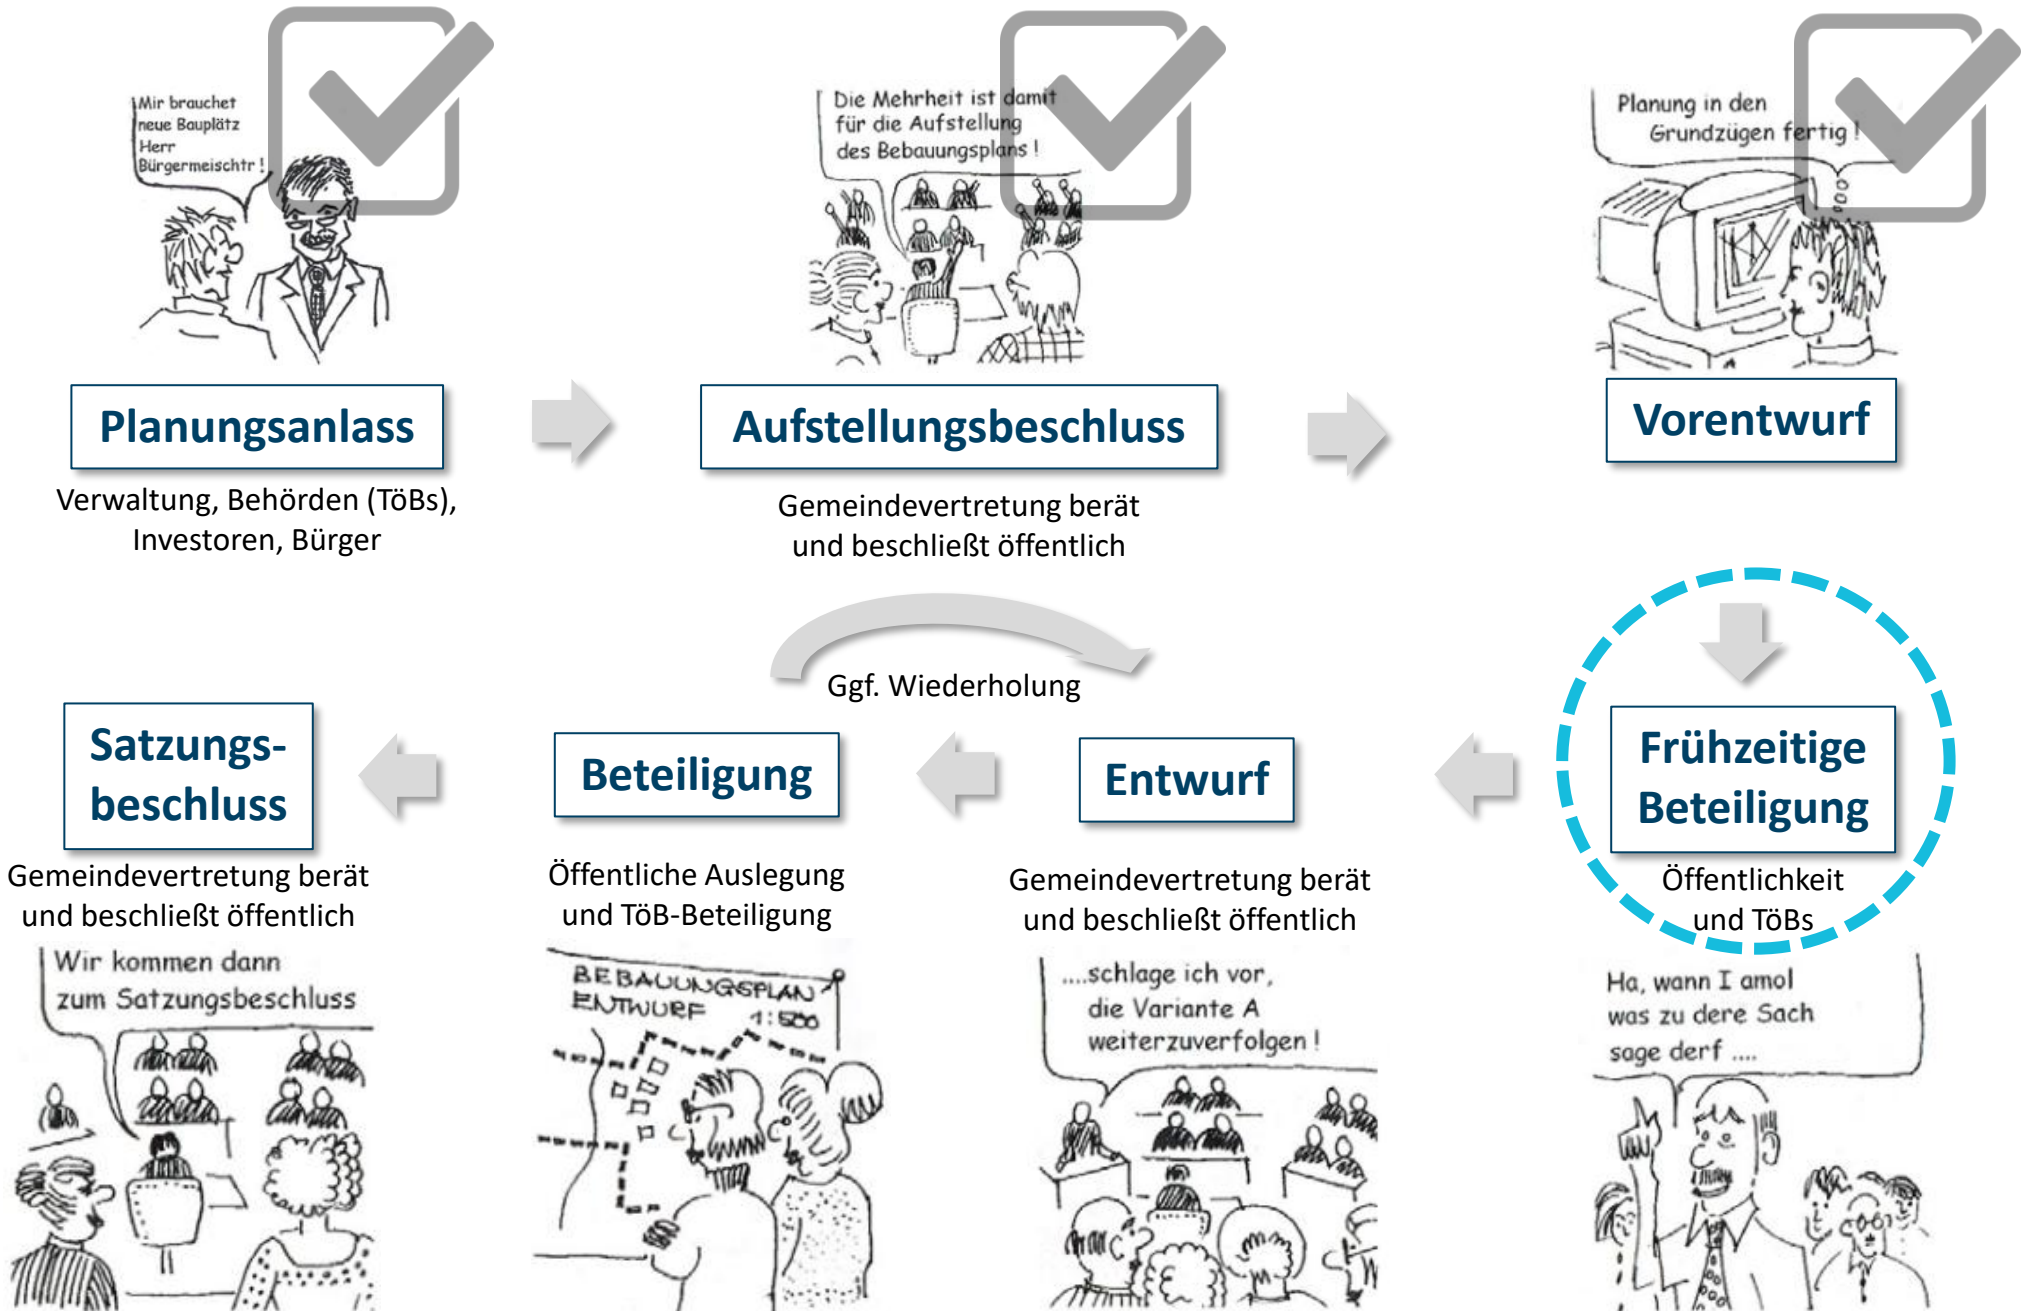 Mir brauchet
neue Bauplätz
Herr
Bürgermeischtr !
Die Mehrheit ist damit
für die Aufstellung
des Bebauungsplans !
Planung in den
Grundzügen fertig !
Planungsanlass
Aufstellungsbeschluss
Vorentwurf
Verwaltung, Behörden (TöBs),
Investoren, Bürger
Gemeindevertretung berät
und beschließt öffentlich
Ggf. Wiederholung
Frühzeitige
Beteiligung
Öffentlichkeit
und TöBs
Ha, wann I amol
was zu dere Sach
sage derf ....
Entwurf
Gemeindevertretung berät
und beschließt öffentlich
....schlage ich vor,
die Variante A
weiterzuverfolgen !
Beteiligung
Öffentliche Auslegung
und TöB-Beteiligung
BEBAUUNGSPLAN
ENTWURF 1:500
Satzungs-
beschluss
Gemeindevertretung berät
und beschließt öffentlich
Wir kommen dann
zum Satzungsbeschluss